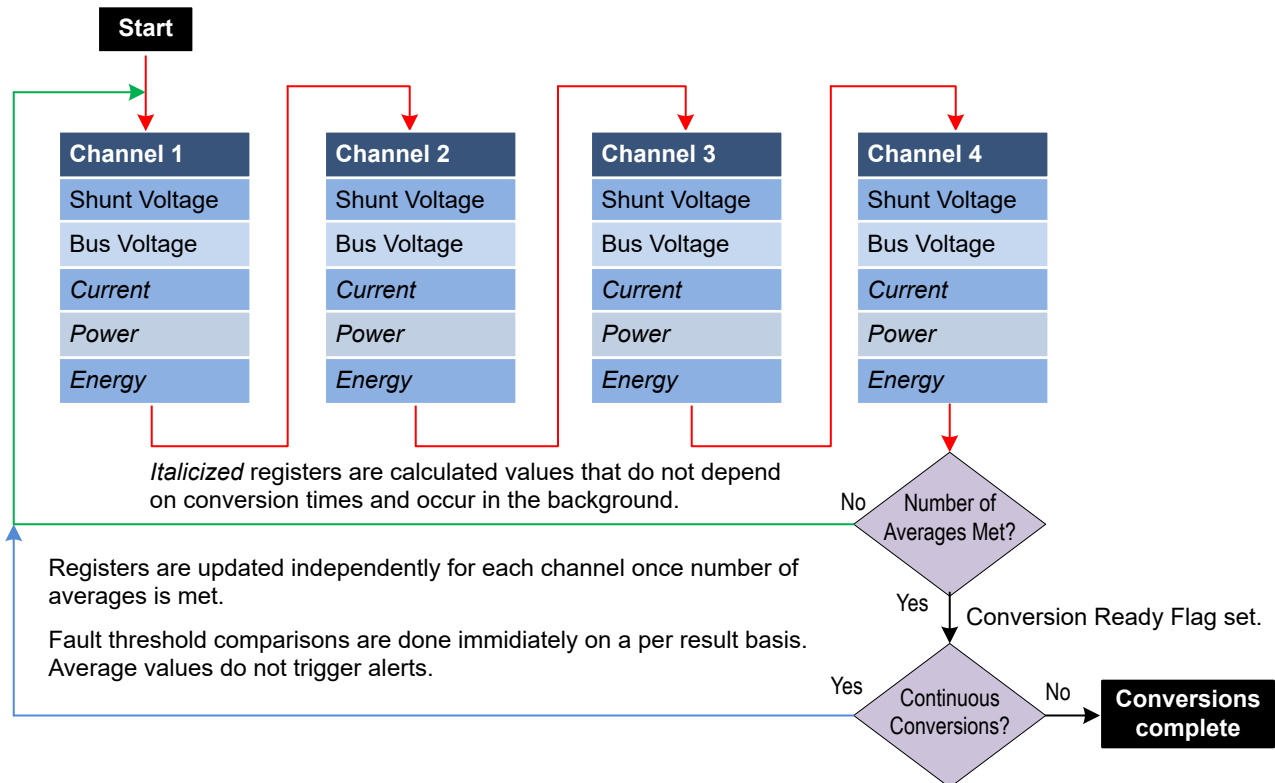 Start
Channel 1
Shunt Voltage
Bus Voltage
Current
Power
Energy
Channel 2
Shunt Voltage
Bus Voltage
Current
Power
Energy
Channel 3
Shunt Voltage
Bus Voltage
Current
Power
Energy
Channel 4
Shunt Voltage
Bus Voltage
Current
Power
Energy
Italicized registers are calculated values that do not depend
on conversion times and occur in the background.
No
Number of
Averages Met?
Registers are updated independently for each channel once number of
averages is met.
Yes
Conversion Ready Flag set.
Fault threshold comparisons are done immidiately on a per result basis.
Average values do not trigger alerts.
Yes
Continuous
Conversions?
No
Conversions
complete